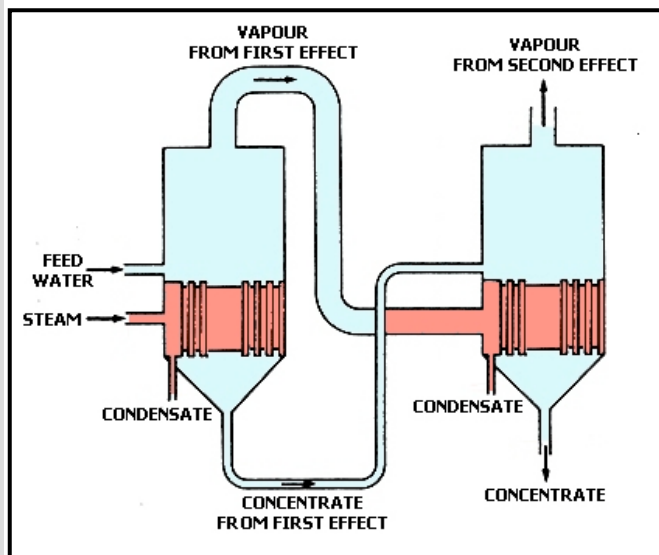 VAPOUR
FROM FIRST EFFECT
VAPOUR
FROM SECOND EFFECT
FEED
WATER
STEAM
CONDENSATE
CONDENSATE
CONCENTRATE
FROM FIRST EFFECT
CONCENTRATE